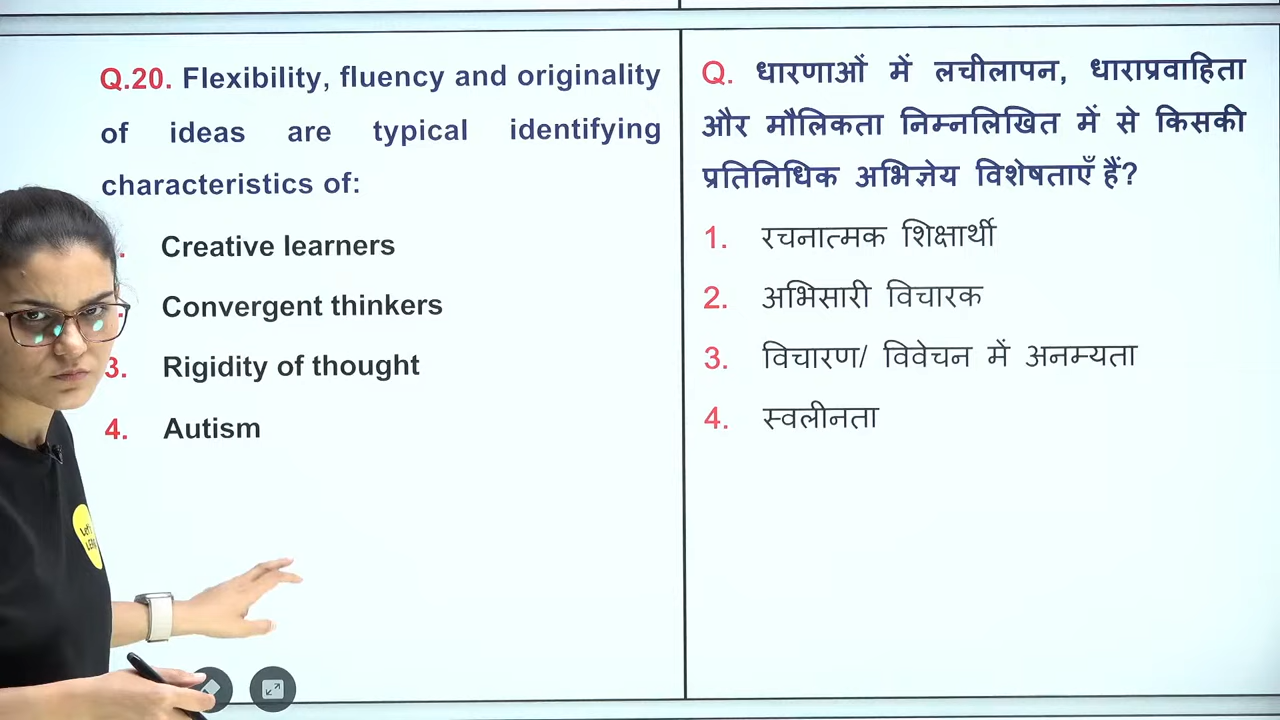 Q.20. Flexibility, fluency and originality
of ideas are typical identifying
characteristics of:
. Creative learners
. Convergent thinkers
3. Rigidity of thought
4. Autism
Q. धारणाओं में लचीलापन, धाराप्रवाहिता
और मौलिकता निम्नलिखित में से किसकी
प्रतिनिधिक अभिज्ञेय विशेषताएँ हैं?
1. रचनात्मक शिक्षार्थी
2. अभिसारी विचारक
3. विचारण/ विवेचन में अनम्यता
4. स्वलीनता
Let's